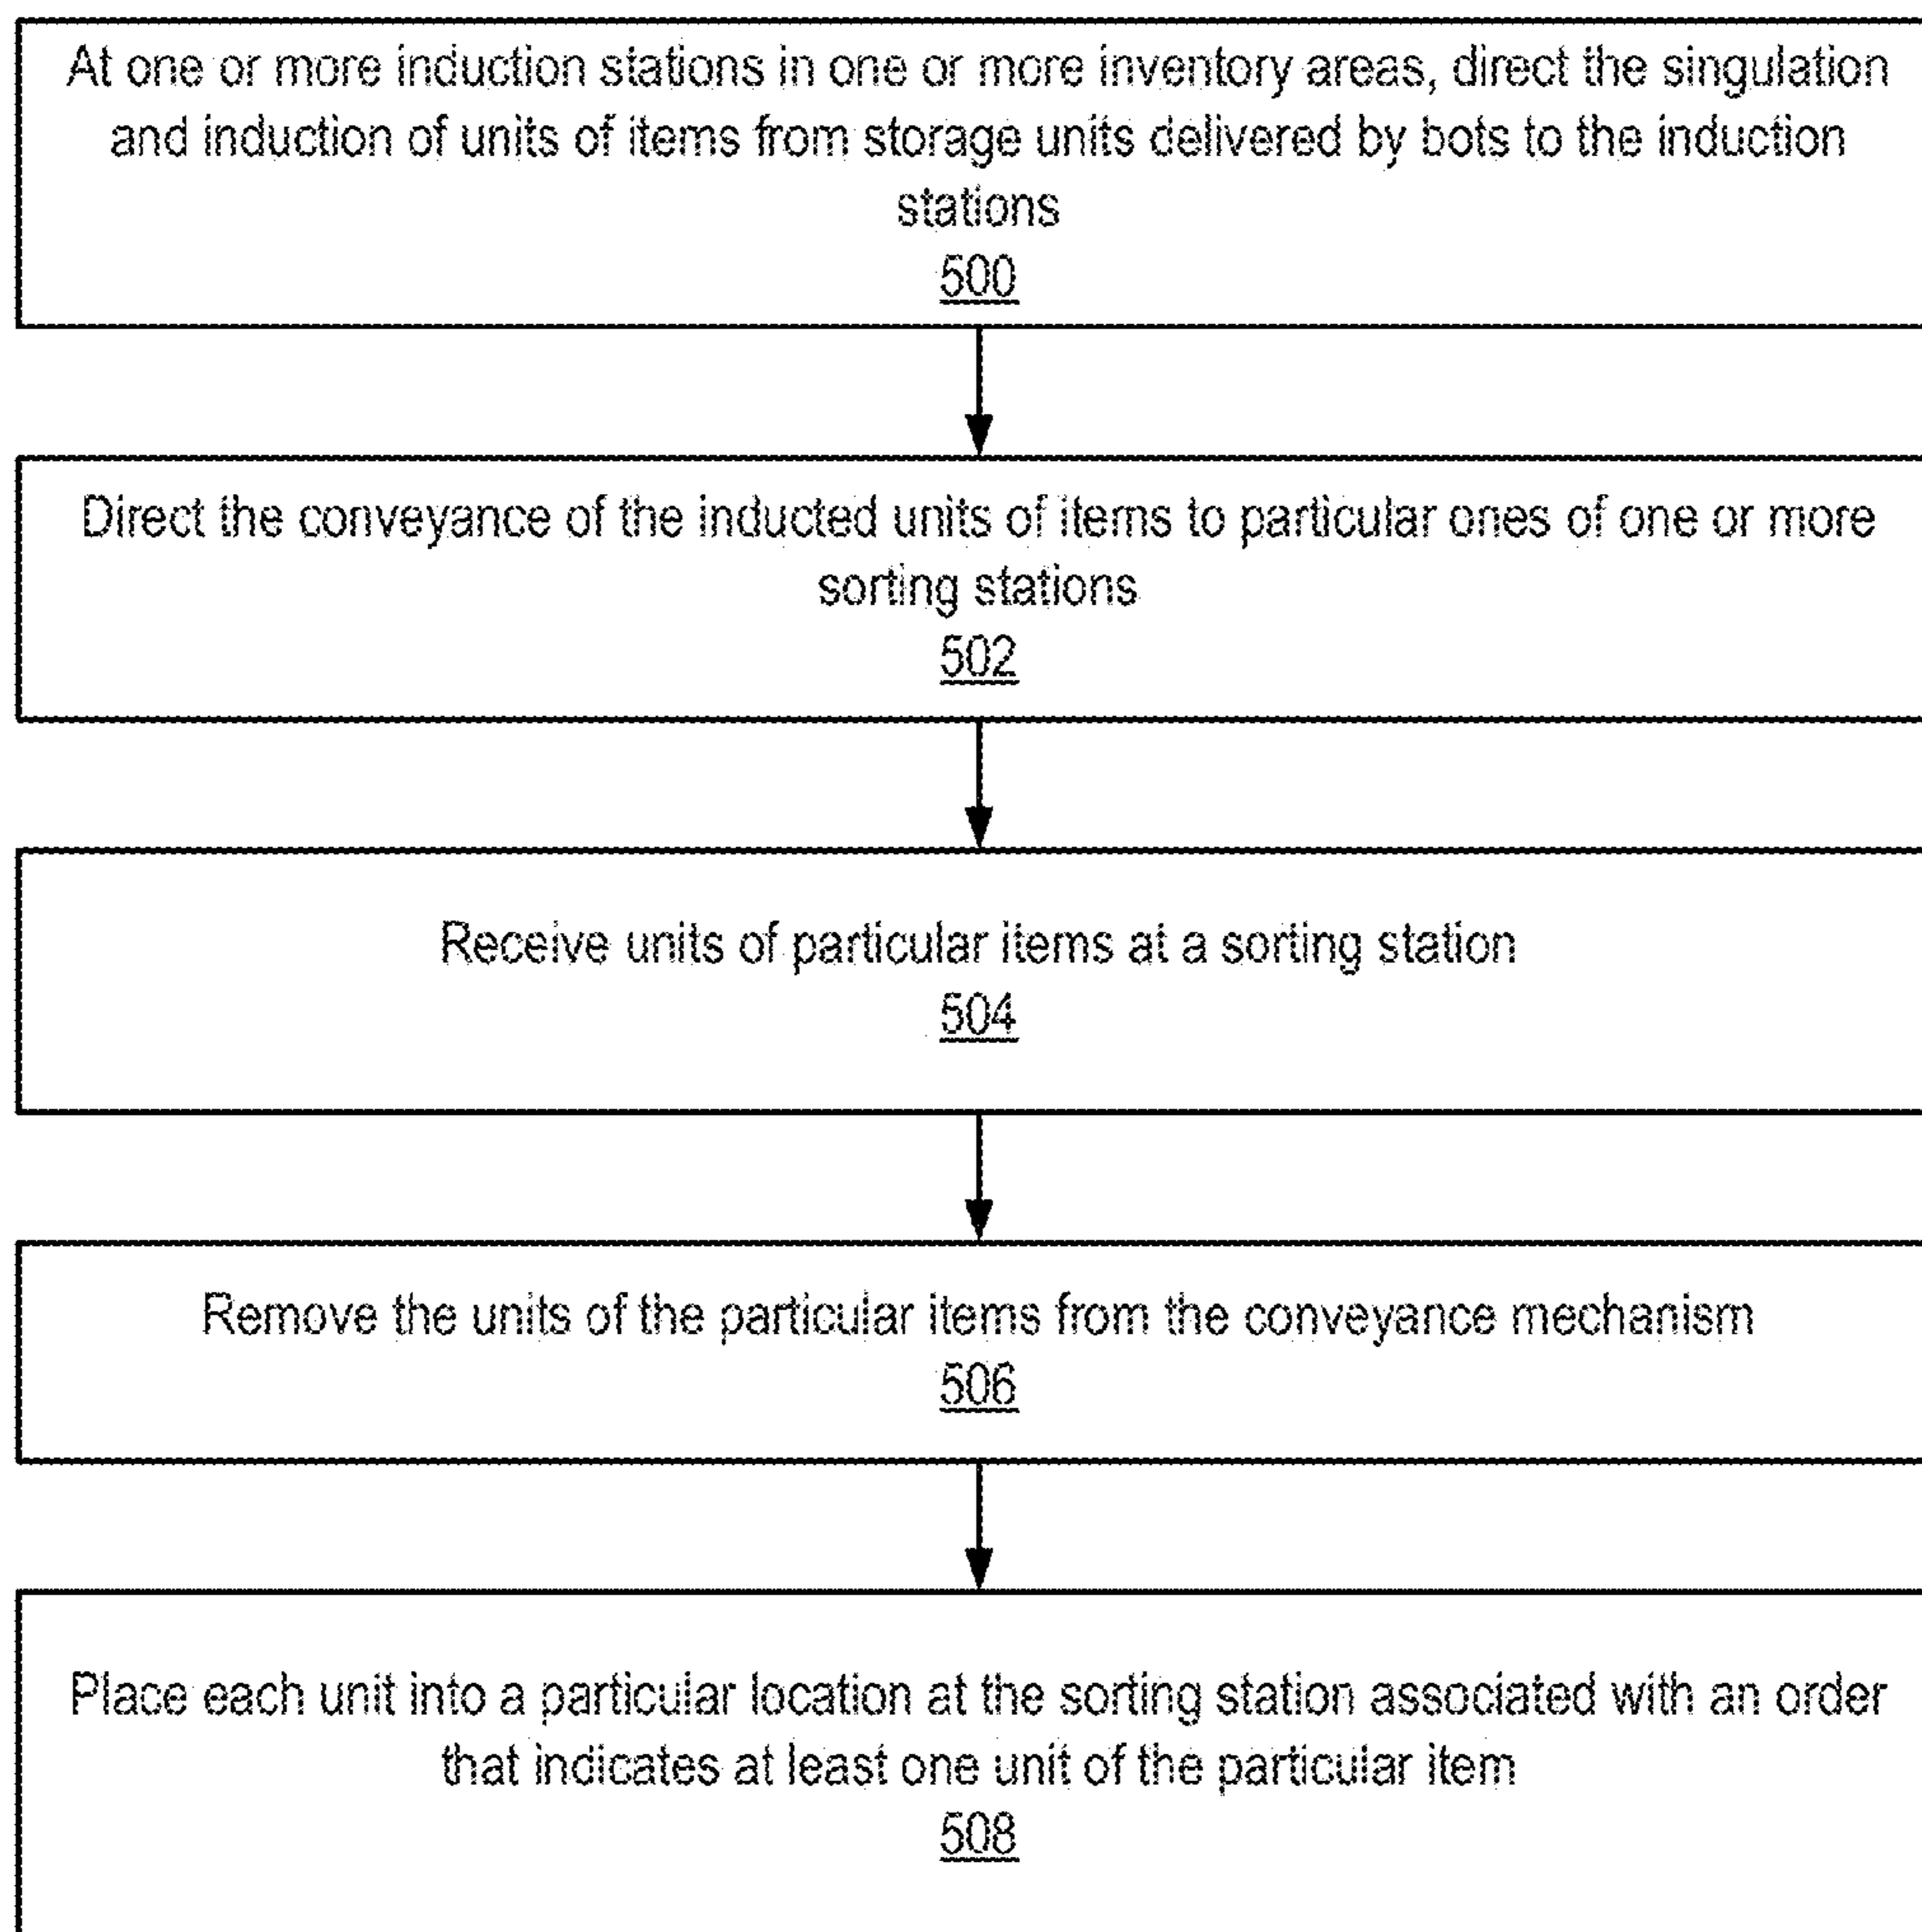 At one or more induction stations in one or more inventory areas, direct the singulation
and induction of units of items from storage units delivered by bots to the induction
stations
500
Direct the conveyance of the inducted units of items to particular ones of one or more
sorting stations
502
Receive units of particular items at a sorting station
504
Remove the units of the particular items from the conveyance mechanism
506
Place each unit into a particular location at the sorting station associated with an order
that indicates at least one unit of the particular item
508